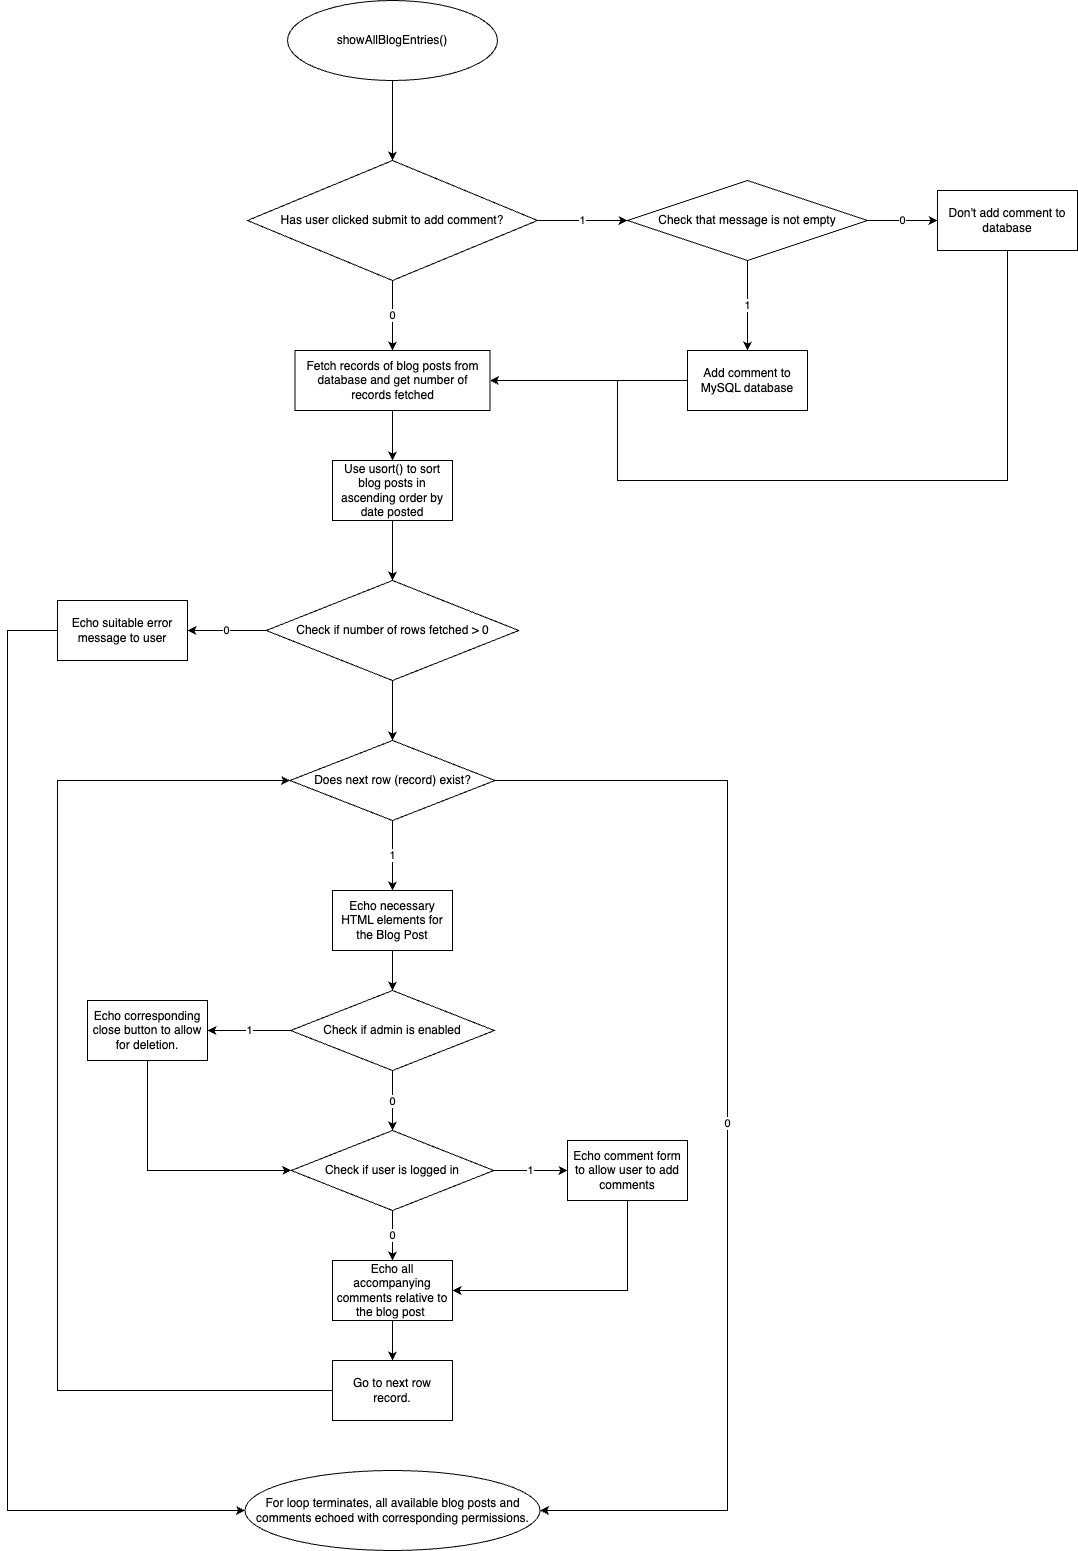 showAllBlogEntries()
Has user clicked submit to add comment?
1
Check that message is not empty
0
Don't add comment to
database
0
1
Fetch records of blog posts from
database and get number of
records fetched
Add comment to
MySQL database
Use usort() to sort
blog posts in
ascending order by
date posted
Echo suitable error
message to user
0
Check if number of rows fetched > 0
Does next row (record) exist?
1
Echo necessary
HTML elements for
the Blog Post
Echo corresponding
close button to allow
for deletion.
1
Check if admin is enabled
0
0
Check if user is logged in
1
Echo comment form
to allow user to add
comments
0
Echo all
accompanying
comments relative to
the blog post
Go to next row
record.
For loop terminates, all available blog posts and
comments echoed with corresponding permissions.